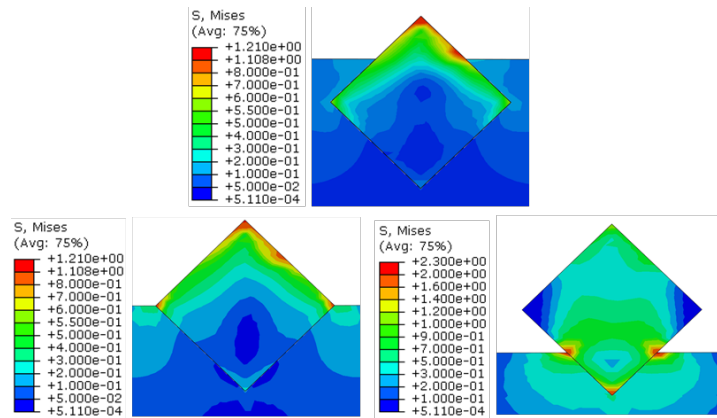 S, Mises
(Avg: 75%)
+1.210e+00
+1.108e+00
+8.000e-01
+7.000e-01
+6.000e-01
+5.500e-01
+5.000e-01
+4.000e-01
+3.000e-01
+2.000e-01
+1.000e-01
+5.000e-02
+5.110e-04
S, Mises
(Avg: 75%)
+1.210e+00
+1.108e+00
+8.000e-01
+7.000e-01
+6.000e-01
+5.500e-01
+5.000e-01
+4.000e-01
+3.000e-01
+2.000e-01
+1.000e-01
+5.000e-02
+5.110e-04
S, Mises
(Avg: 75%)
+2.300e+00
+2.000e+00
+1.600e+00
+1.400e+00
+1.200e+00
+1.000e+00
+9.000e-01
+7.000e-01
+5.000e-01
+3.000e-01
+2.000e-01
+1.000e-01
+5.110e-04